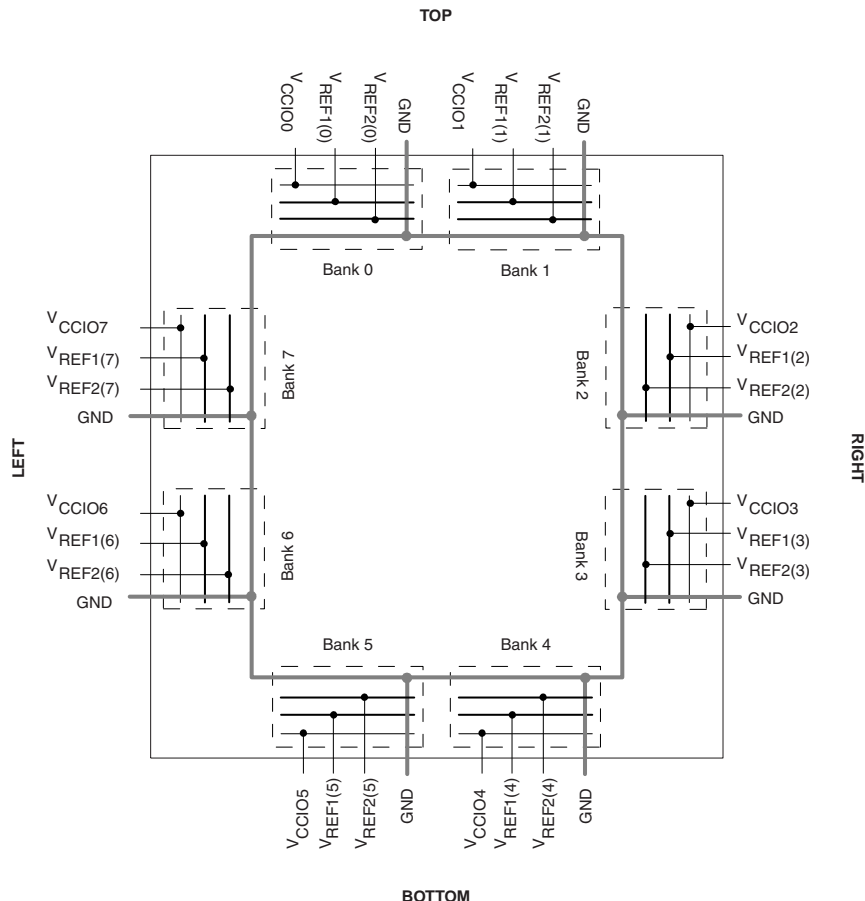 TOP
VCCIO0
VREF1(0)
VREF2(0)
GND
VCCIO1
VREF1(1)
VREF2(1)
GND
Bank 0
Bank 1
VCCIO7
VREF1(7)
VREF2(7)
GND
Bank 7
Bank 2
VCCIO2
VREF1(2)
VREF2(2)
GND
LEFT
RIGHT
VCCIO6
VREF1(6)
VREF2(6)
GND
Bank 6
Bank 3
VCCIO3
VREF1(3)
VREF2(3)
GND
Bank 5
Bank 4
VCCIO5
VREF1(5)
VREF2(5)
GND
VCCIO4
VREF1(4)
VREF2(4)
GND
BOTTOM